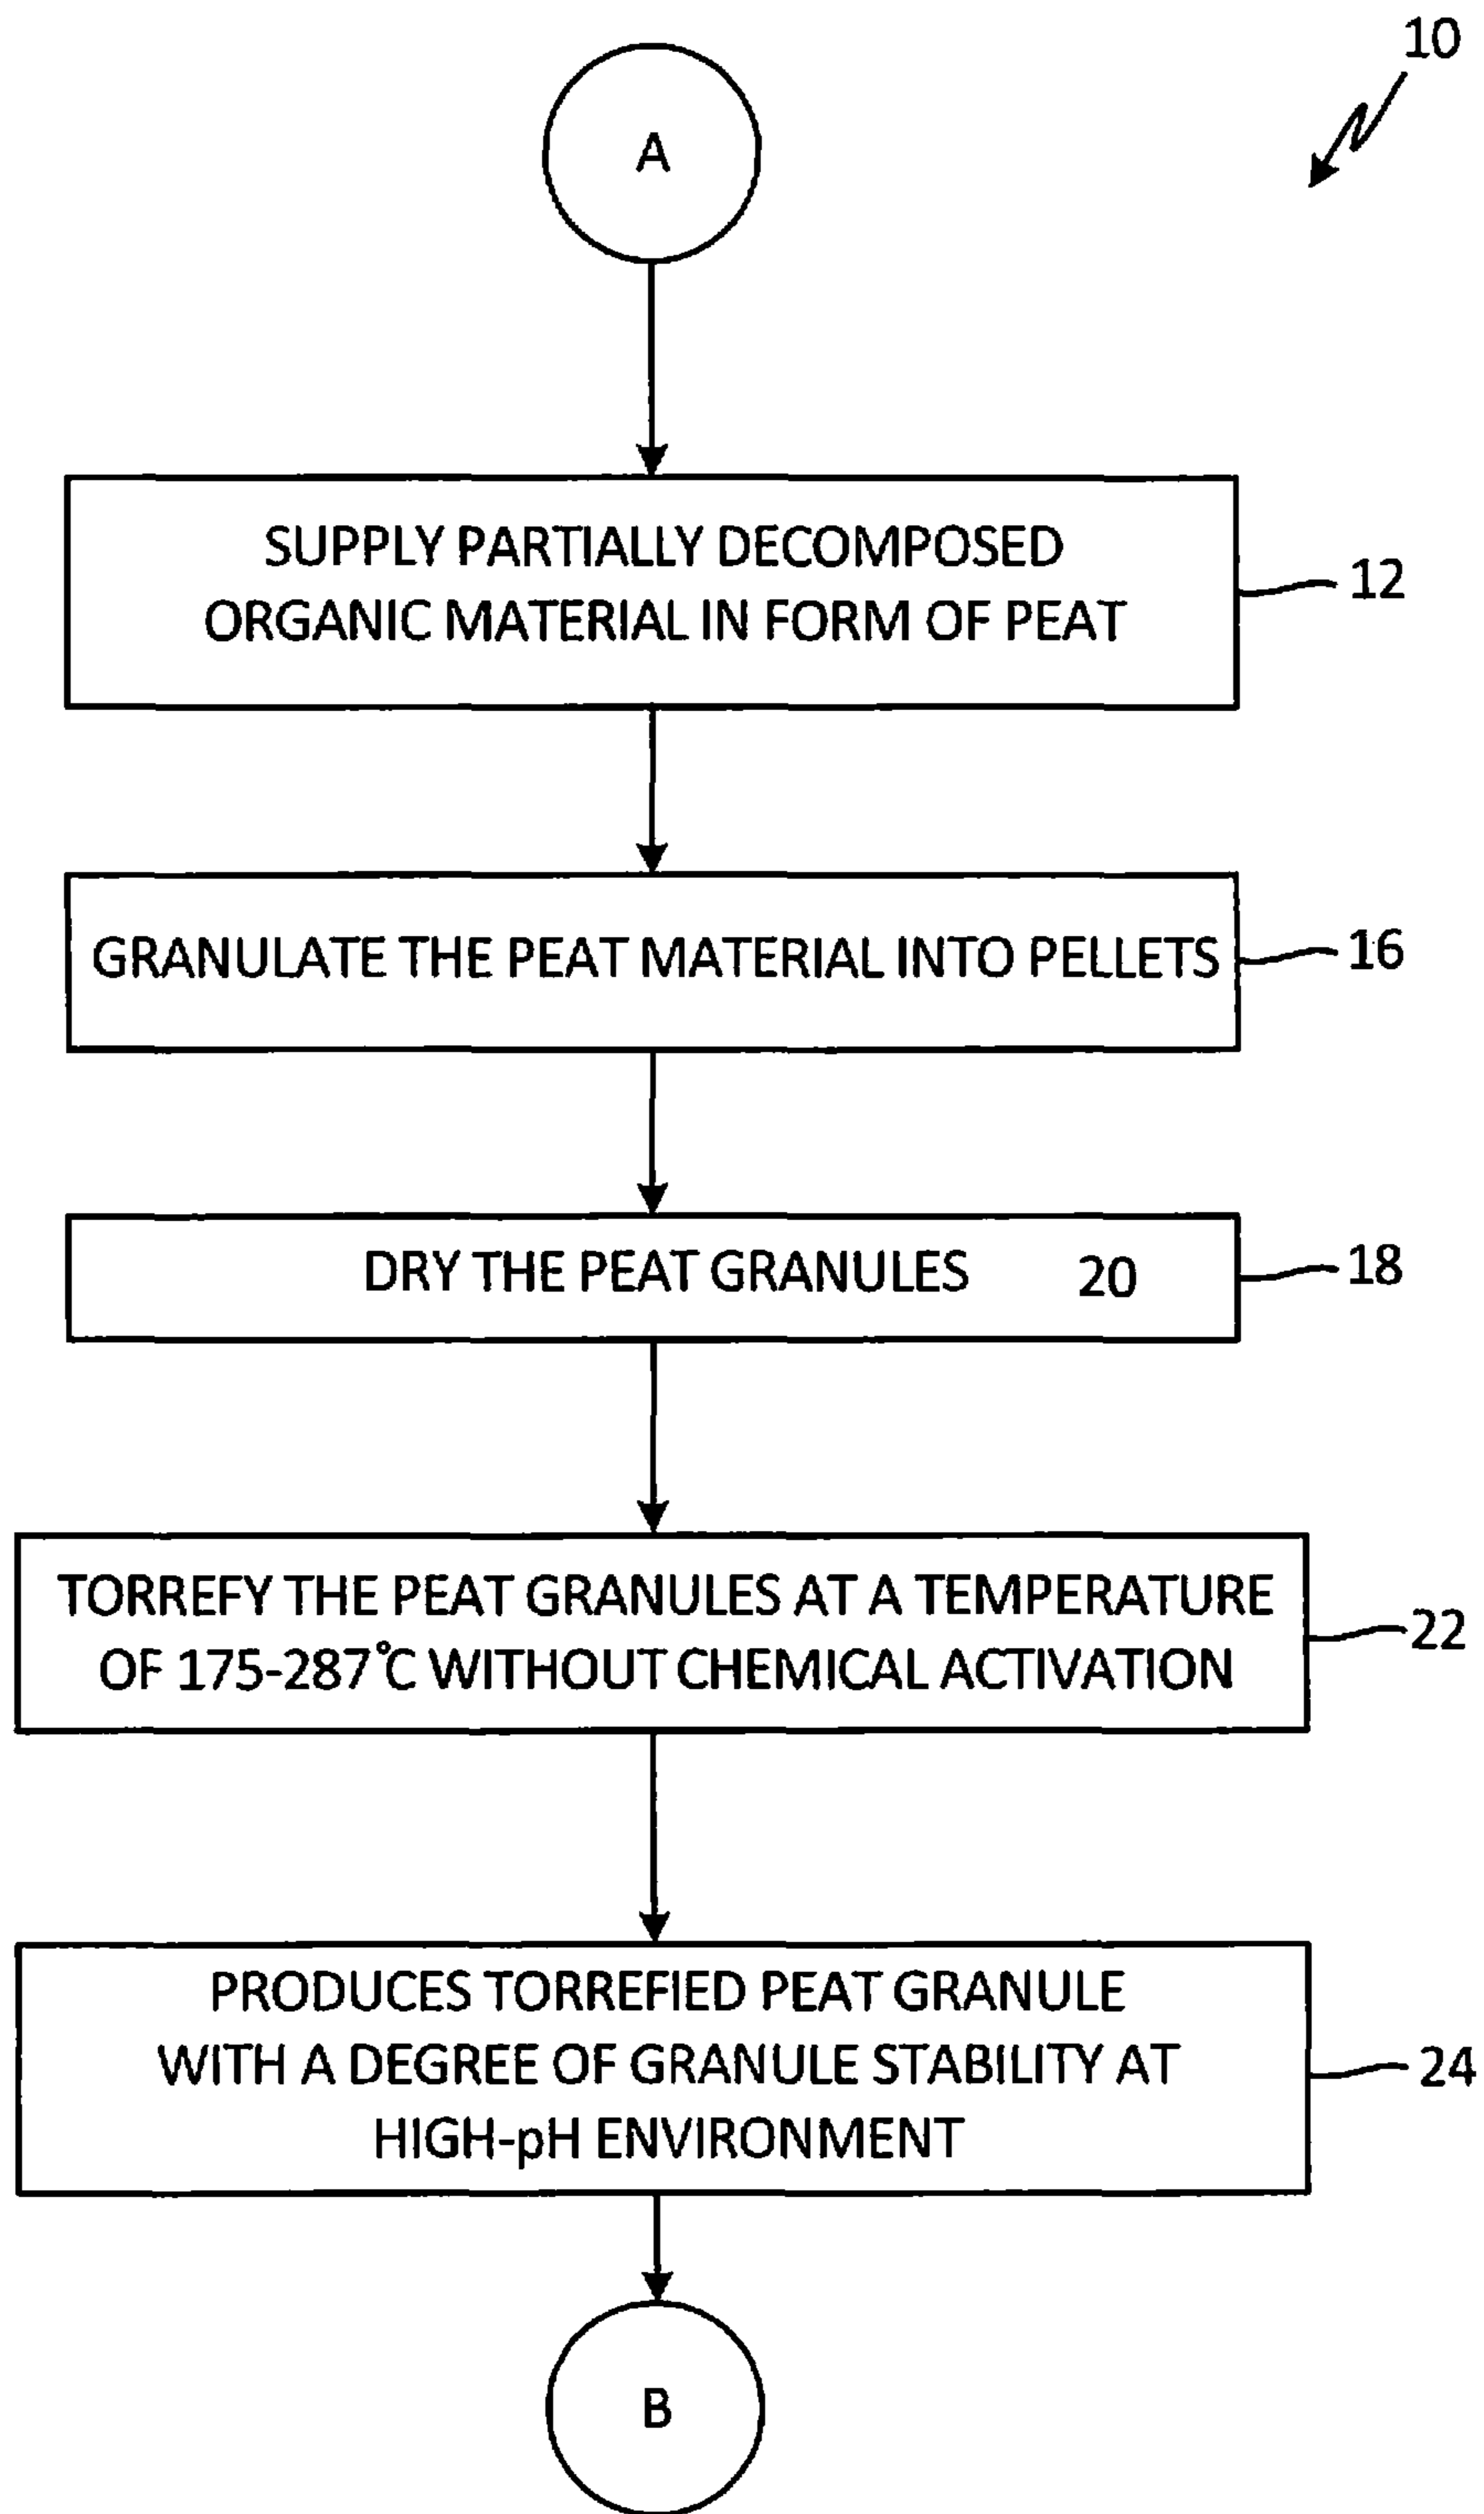 10
A
SUPPLY PARTIALLY DECOMPOSED
ORGANIC MATERIAL IN FORM OF PEAT
12
GRANULATE THE PEAT MATERIAL INTO PELLETS
16
DRY THE PEAT GRANULES 20
18
TORREFY THE PEAT GRANULES AT A TEMPERATURE
OF 175-287°C WITHOUT CHEMICAL ACTIVATION
22
PRODUCES TORREFIED PEAT GRANULE
WITH A DEGREE OF GRANULE STABILITY AT
HIGH-pH ENVIRONMENT
24
B